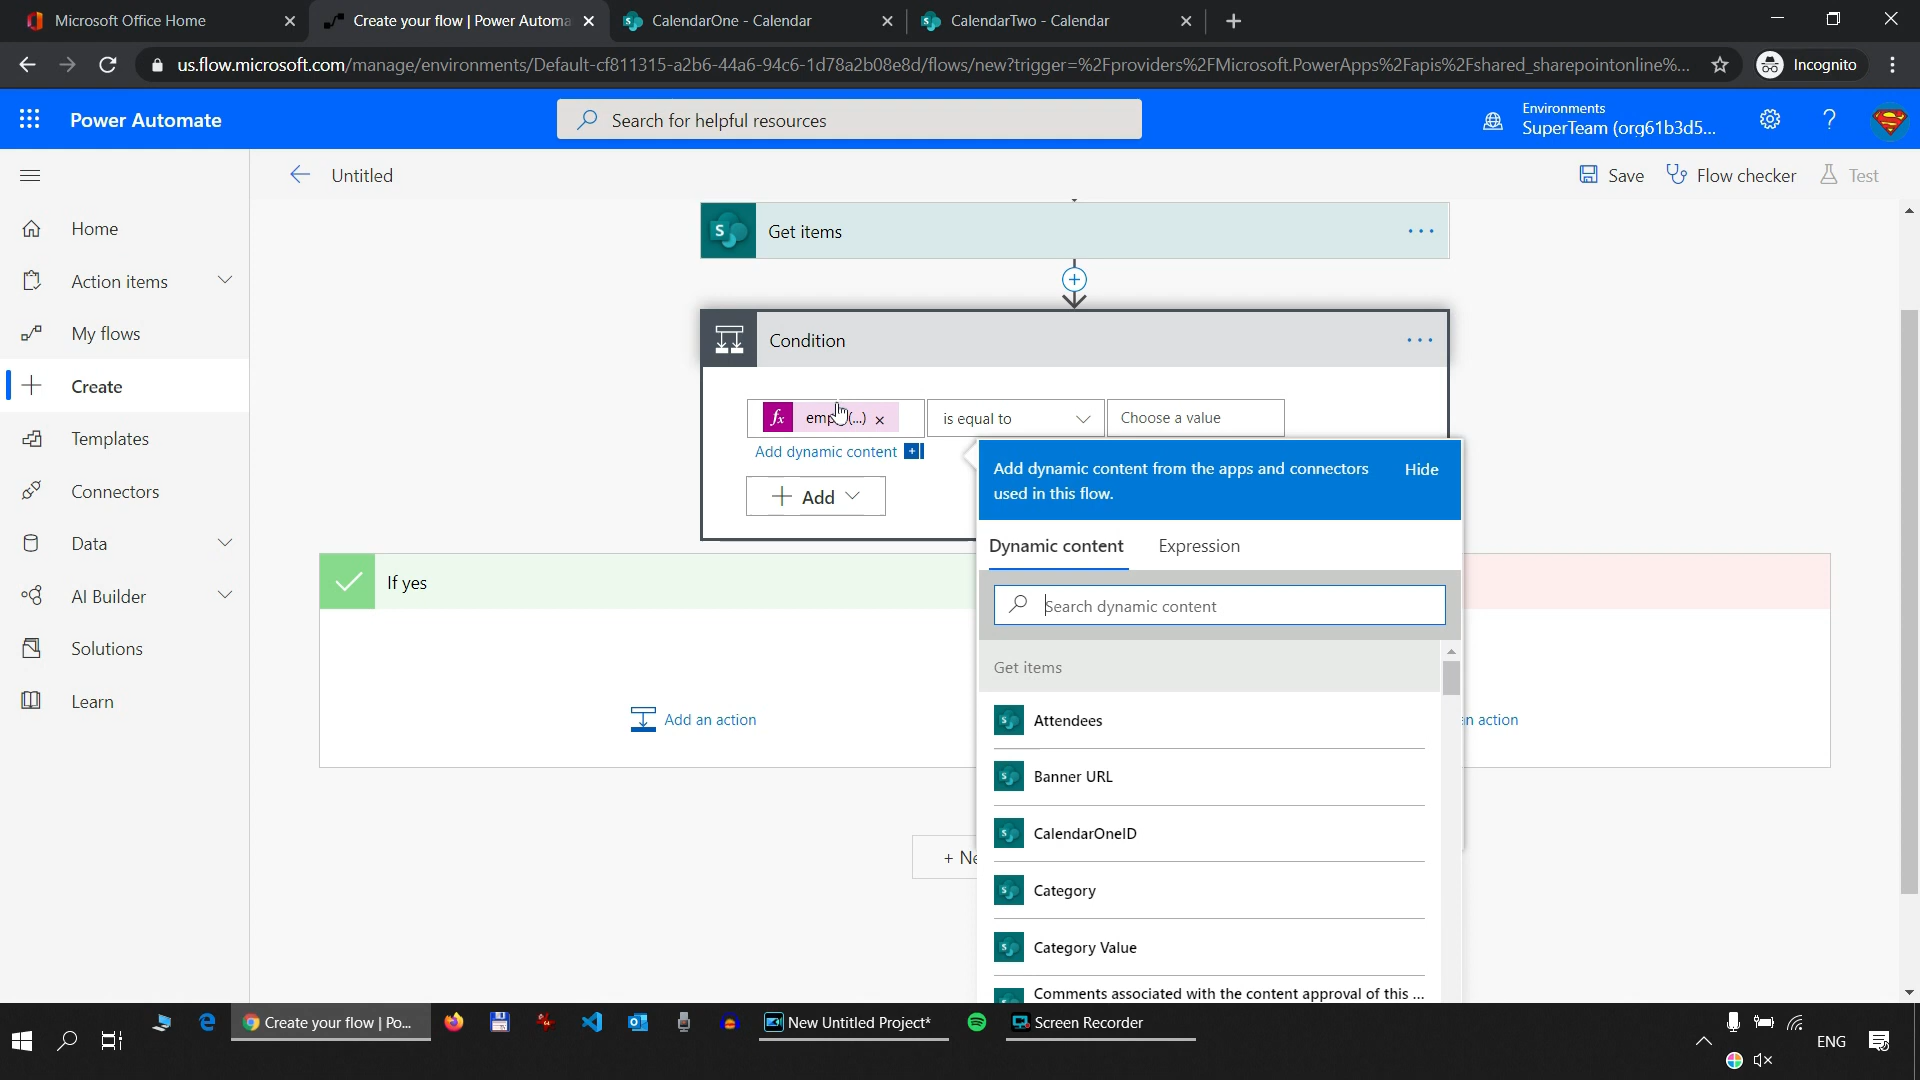 Microsoft Office Home
Create your flow | Power Automa
CalendarOne - Calendar
CalendarTwo - Calendar
us.flow.microsoft.com/manage/environments/Default-cf811315-a2b6-44a6-94c6-1d78a2b08e8d/flows/new?trigger=%2Fproviders%2FMicrosoft.PowerApps%2Fapis%2Fshared_sharepointonline%...
Incognito
Power Automate
Search for helpful resources
Environments
SuperTeam (org61b3d5...
Untitled
Save
Flow checker
Test
Home
Action items
My flows
Create
Templates
Connectors
Data
AI Builder
Solutions
Learn
Get items
Condition
fx
(...)
is equal to
Choose a value
Add dynamic content
Add
Add dynamic content from the apps and connectors
used in this flow.
Hide
Dynamic content
Expression
Search dynamic content
Get items
Attendees
Banner URL
CalendarOneID
Category
Category Value
Comments associated with the content approval of this ...
If yes
Add an action
n action
+ Ne
Create your flow | Po...
New Untitled Project*
Screen Recorder
ENG